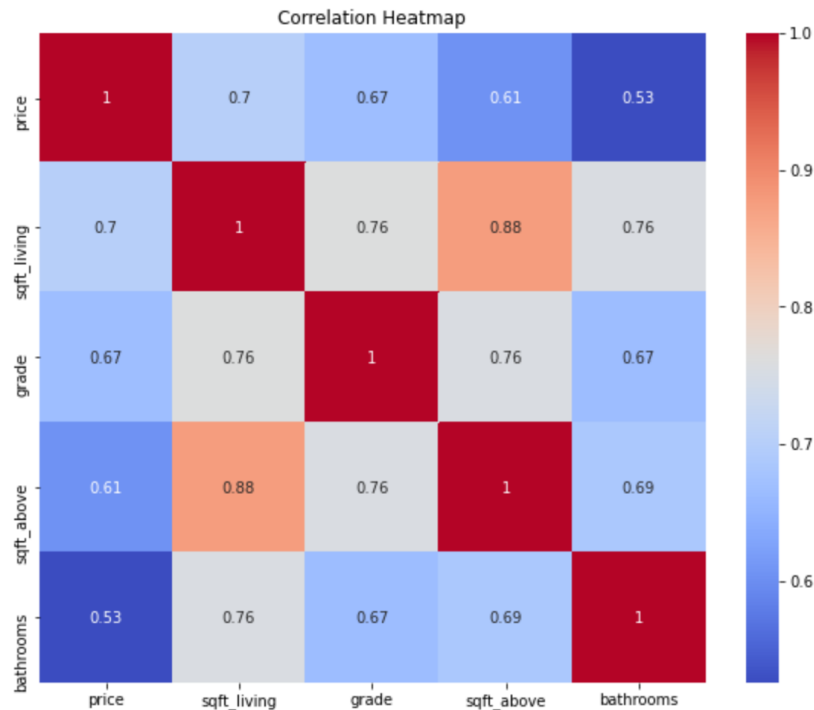 Correlation Heatmap
price 1 0.7 0.67 0.61 0.53
sqft_living 0.7 1 0.76 0.88 0.76
grade 0.67 0.76 1 0.76 0.67
sqft_above 0.61 0.88 0.76 1 0.69
bathrooms 0.53 0.76 0.67 0.69 1
price sqft_living grade sqft_above bathrooms
1.0
0.9
0.8
0.7
0.6